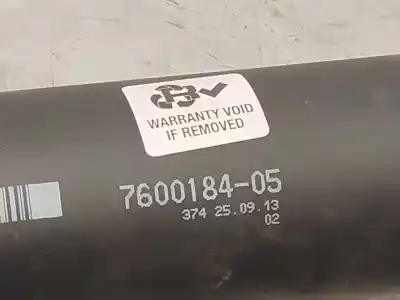 WARRANTY VOID
IF REMOVED
7600184-05
374 25.09.13
02